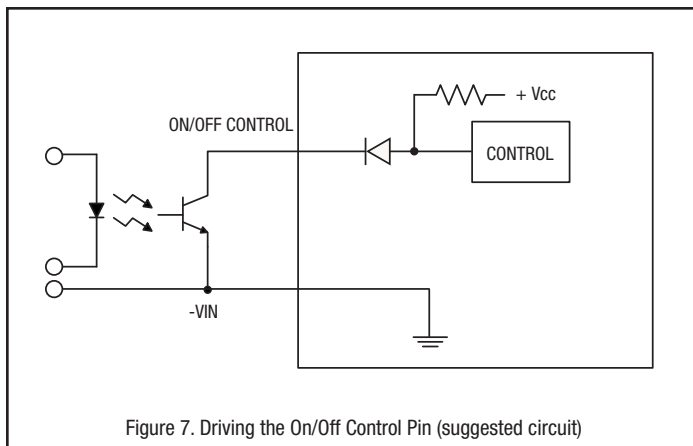 + Vcc
ON/OFF CONTROL
CONTROL
-VIN
Figure 7. Driving the On/Off Control Pin (suggested circuit)